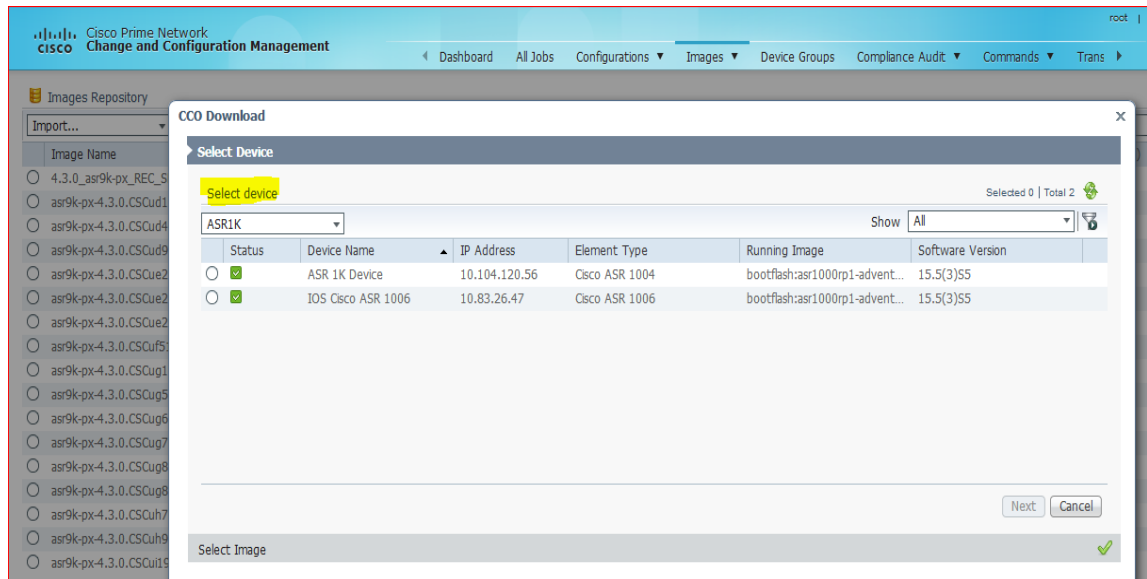 root |
cisco Cisco Prime Network
Change and Configuration Management
Dashboard All Jobs Configurations Images Device Groups Compliance Audit Commands Trans
Images Repository
Import...
Image Name
4.3.0_asr9k-px_REC_S
asr9k-px-4.3.0.CSCud1
asr9k-px-4.3.0.CSCud4
asr9k-px-4.3.0.CSCud9
asr9k-px-4.3.0.CSCue2
asr9k-px-4.3.0.CSCue2
asr9k-px-4.3.0.CSCue2
asr9k-px-4.3.0.CSCuf5
asr9k-px-4.3.0.CSCug1
asr9k-px-4.3.0.CSCug5
asr9k-px-4.3.0.CSCug6
asr9k-px-4.3.0.CSCug7
asr9k-px-4.3.0.CSCug8
asr9k-px-4.3.0.CSCug8
asr9k-px-4.3.0.CSCuh7
asr9k-px-4.3.0.CSCuh9
asr9k-px-4.3.0.CSCui19
CCO Download X
Select Device
Select device
Selected 0 | Total 2
ASR1K Show All
Status Device Name IP Address Element Type Running Image Software Version
ASR 1K Device 10.104.120.56 Cisco ASR 1004 bootflash:asr1000rp1-advent... 15.5(3)S5
IOS Cisco ASR 1006 10.83.26.47 Cisco ASR 1006 bootflash:asr1000rp1-advent... 15.5(3)S5
Next Cancel
Select Image